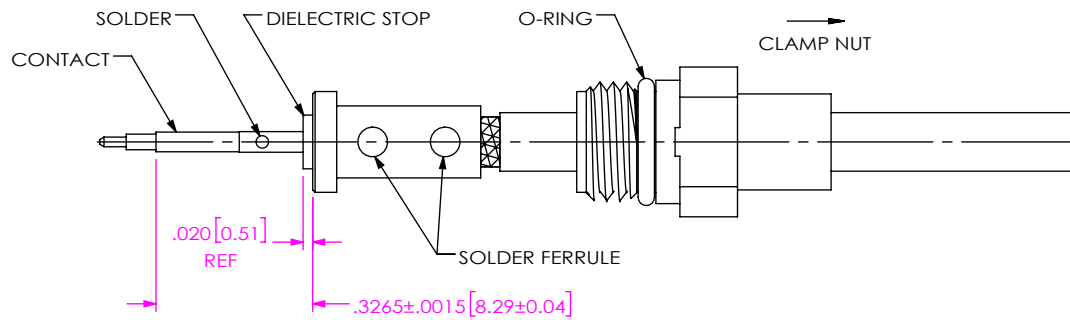 SOLDER
DIELECTRIC STOP
O-RING
CLAMP NUT
CONTACT
.020[0.51]
REF
SOLDER FERRULE
.3265±.0015[8.29±0.04]